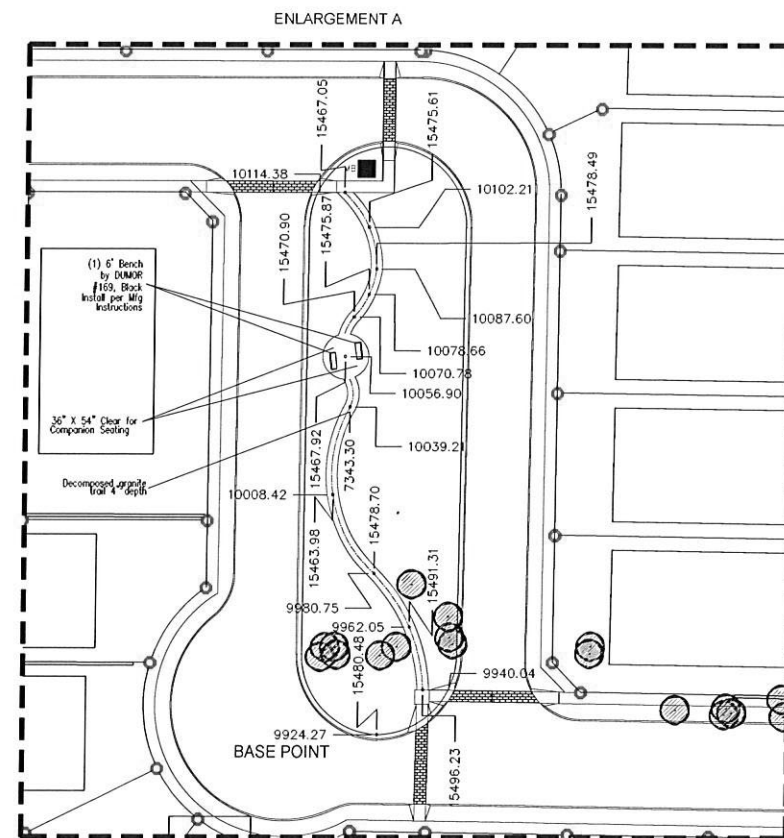 ENLARGEMENT A
15467.05
15475.61
10114.38
10102.21
15478.49
15475.87
15470.90
(1) 6' Bench
by DUMOR
#169, Black
Install per Mfg
Instructions
10087.60
10078.66
10070.78
10056.90
36" X 54" Clear for
Companion Seating
10039.21
15467.92
7343.30
Decomposed granite
trail 4" depth
10008.42
15463.98
15478.70
9980.75
15491.31
9962.05
15480.48
9940.04
9924.27
BASE POINT
15496.23